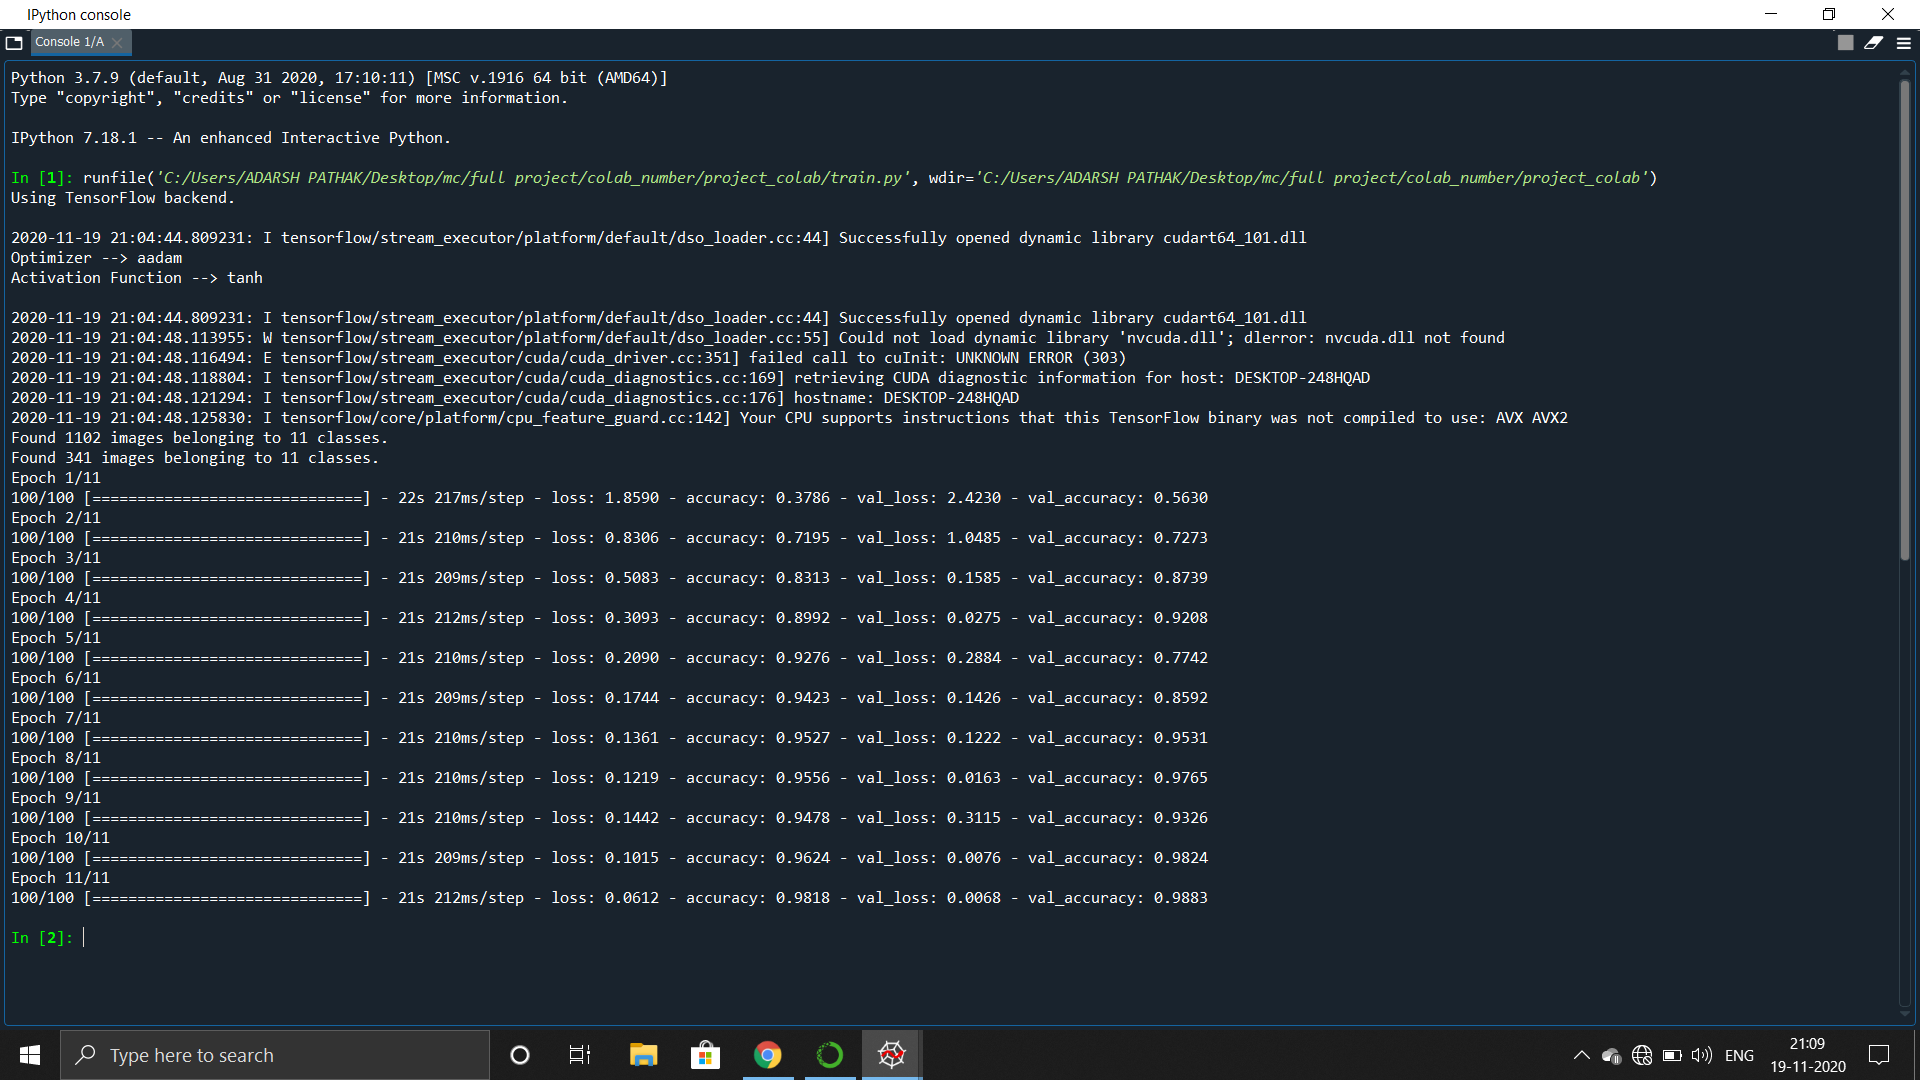 IPython console
Console 1/A
Python 3.7.9 (default, Aug 31 2020, 17:10:11) [MSC v.1916 64 bit (AMD64)]
Type "copyright", "credits" or "license" for more information.
IPython 7.18.1 -- An enhanced Interactive Python.
In [1]: runfile('C:/Users/ADARSH PATHAK/Desktop/mc/full project/colab_number/project_colab/train.py', wdir='C:/Users/ADARSH PATHAK/Desktop/mc/full project/colab_number/project_colab')
Using TensorFlow backend.
2020-11-19 21:04:44.809231: I tensorflow/stream_executor/platform/default/dso_loader.cc:44] Successfully opened dynamic library cudart64_101.dll
Optimizer --> aadam
Activation Function --> tanh
2020-11-19 21:04:44.809231: I tensorflow/stream_executor/platform/default/dso_loader.cc:44] Successfully opened dynamic library cudart64_101.dll
2020-11-19 21:04:48.113955: W tensorflow/stream_executor/platform/default/dso_loader.cc:55] Could not load dynamic library 'nvcuda.dll'; dlerror: nvcuda.dll not found
2020-11-19 21:04:48.116494: E tensorflow/stream_executor/cuda/cuda_driver.cc:351] failed call to cuInit: UNKNOWN ERROR (303)
2020-11-19 21:04:48.118804: I tensorflow/stream_executor/cuda/cuda_diagnostics.cc:169] retrieving CUDA diagnostic information for host: DESKTOP-248HQAD
2020-11-19 21:04:48.121294: I tensorflow/stream_executor/cuda/cuda_diagnostics.cc:176] hostname: DESKTOP-248HQAD
2020-11-19 21:04:48.125830: I tensorflow/core/platform/cpu_feature_guard.cc:142] Your CPU supports instructions that this TensorFlow binary was not compiled to use: AVX AVX2
Found 1102 images belonging to 11 classes.
Found 341 images belonging to 11 classes.
Epoch 1/11
100/100 [==============================] - 22s 217ms/step - loss: 1.8590 - accuracy: 0.3786 - val_loss: 2.4230 - val_accuracy: 0.5630
Epoch 2/11
100/100 [==============================] - 21s 210ms/step - loss: 0.8306 - accuracy: 0.7195 - val_loss: 1.0485 - val_accuracy: 0.7273
Epoch 3/11
100/100 [==============================] - 21s 209ms/step - loss: 0.5083 - accuracy: 0.8313 - val_loss: 0.1585 - val_accuracy: 0.8739
Epoch 4/11
100/100 [==============================] - 21s 212ms/step - loss: 0.3093 - accuracy: 0.8992 - val_loss: 0.0275 - val_accuracy: 0.9208
Epoch 5/11
100/100 [==============================] - 21s 210ms/step - loss: 0.2090 - accuracy: 0.9276 - val_loss: 0.2884 - val_accuracy: 0.7742
Epoch 6/11
100/100 [==============================] - 21s 209ms/step - loss: 0.1744 - accuracy: 0.9423 - val_loss: 0.1426 - val_accuracy: 0.8592
Epoch 7/11
100/100 [==============================] - 21s 210ms/step - loss: 0.1361 - accuracy: 0.9527 - val_loss: 0.1222 - val_accuracy: 0.9531
Epoch 8/11
100/100 [==============================] - 21s 210ms/step - loss: 0.1219 - accuracy: 0.9556 - val_loss: 0.0163 - val_accuracy: 0.9765
Epoch 9/11
100/100 [==============================] - 21s 210ms/step - loss: 0.1442 - accuracy: 0.9478 - val_loss: 0.3115 - val_accuracy: 0.9326
Epoch 10/11
100/100 [==============================] - 21s 209ms/step - loss: 0.1015 - accuracy: 0.9624 - val_loss: 0.0076 - val_accuracy: 0.9824
Epoch 11/11
100/100 [==============================] - 21s 212ms/step - loss: 0.0612 - accuracy: 0.9818 - val_loss: 0.0068 - val_accuracy: 0.9883
In [2]:
Type here to search
ENG
21:09
19-11-2020